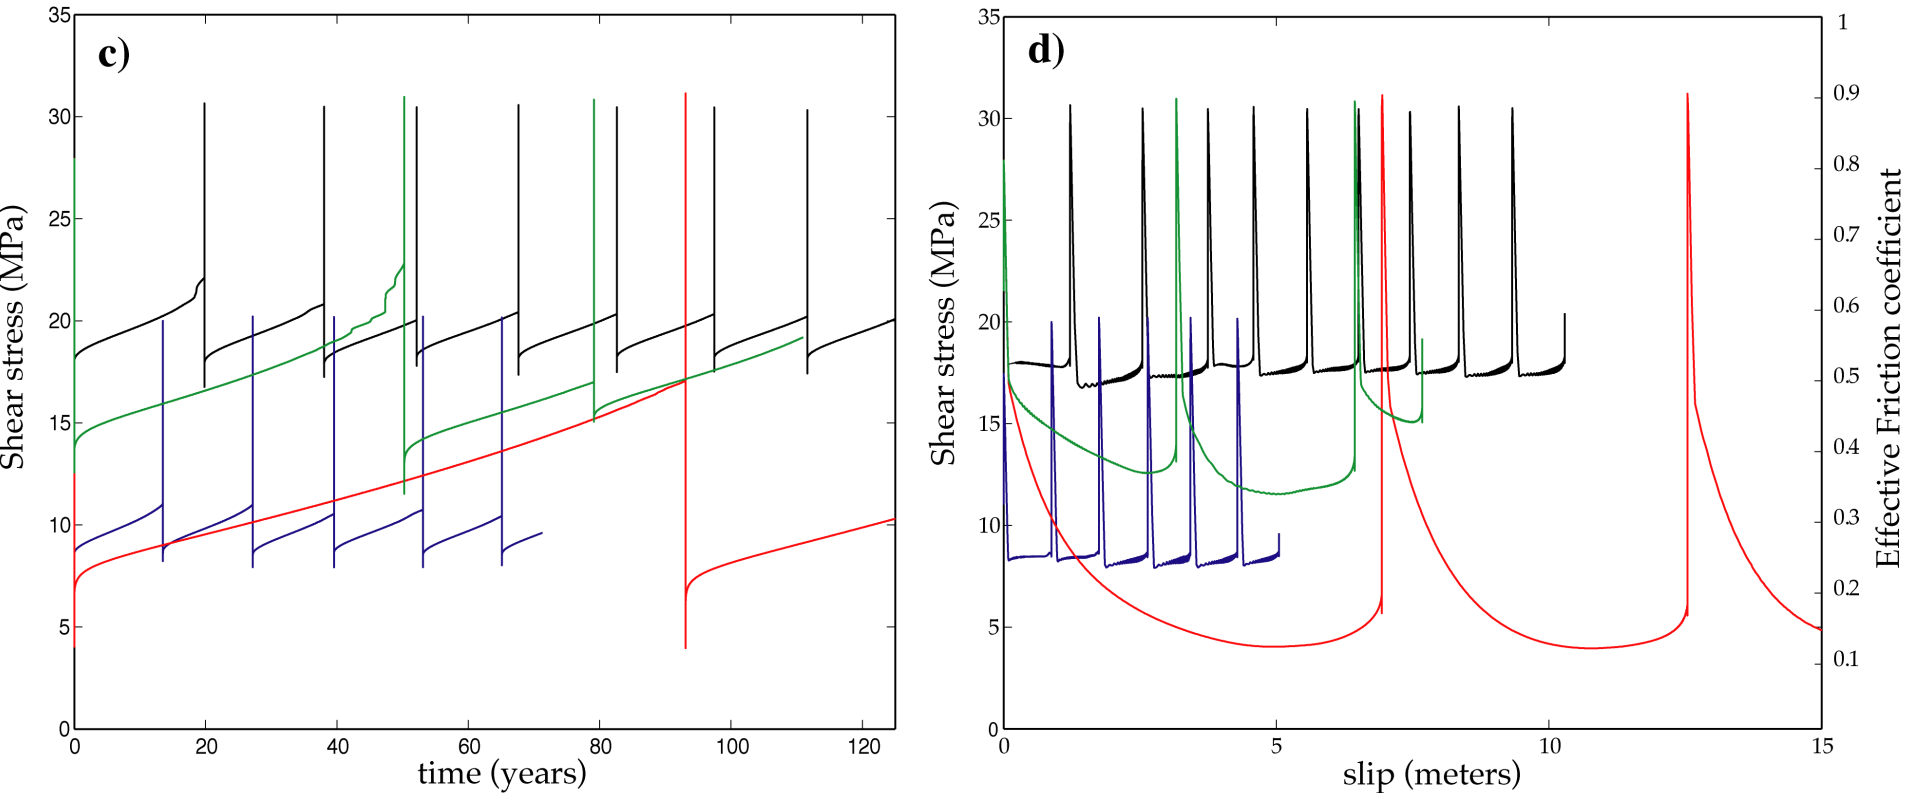 c)
35
30
25
20
15
10
5
0
Shear stress (MPa)
0 20 40 60 80 100 120
time (years)
d)
35
30
25
20
15
10
5
0
Shear stress (MPa)
0 5 10 15
slip (meters)
1
0.9
0.8
0.7
0.6
0.5
0.4
0.3
0.2
0.1
Effective Friction coefficient